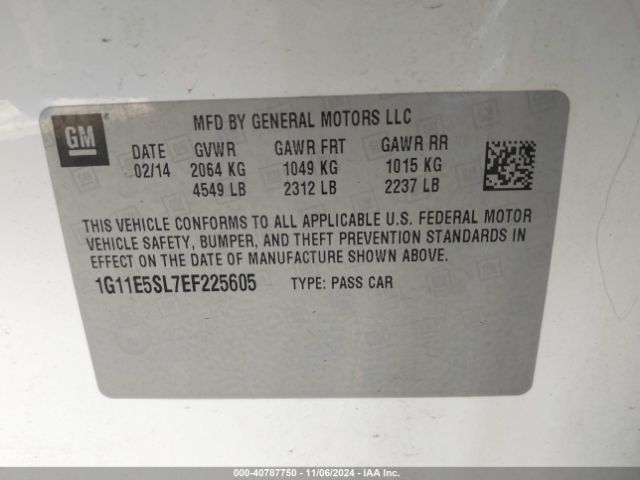 GM
MFD BY GENERAL MOTORS LLC
DATE GVWR GAWR FRT GAWR RR
02/14 2064 KG 1049 KG 1015 KG
4549 LB 2312 LB 2237 LB
THIS VEHICLE CONFORMS TO ALL APPLICABLE U.S. FEDERAL MOTOR
VEHICLE SAFETY, BUMPER, AND THEFT PREVENTION STANDARDS IN
EFFECT ON THE DATE OF MANUFACTURE SHOWN ABOVE.
1G11E5SL7EF225605 TYPE: PASS CAR
000-40787750 - 11/06/2024 - IAA Holdings, LLC.